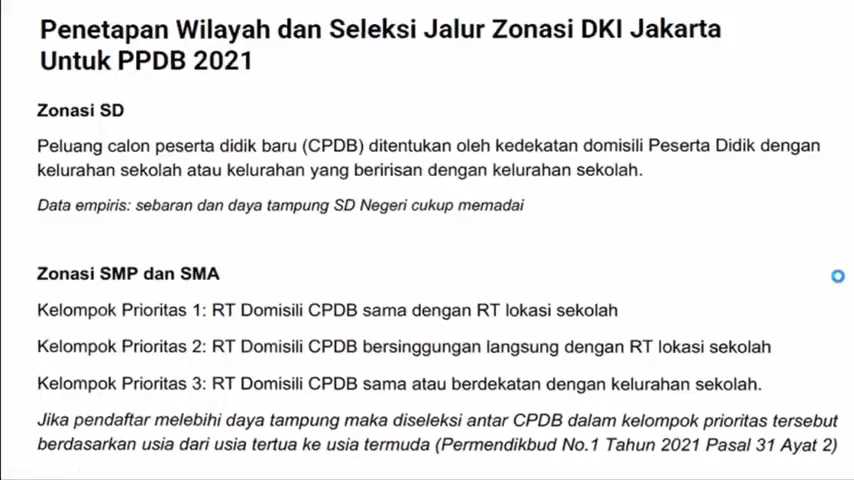 Penetapan Wilayah dan Seleksi Jalur Zonasi DKI Jakarta
Untuk PPDB 2021
Zonasi SD
Peluang calon peserta didik baru (CPDB) ditentukan oleh kedekatan domisili Peserta Didik dengan
kelurahan sekolah atau kelurahan yang beririsan dengan kelurahan sekolah.
Data empiris: sebaran dan daya tampung SD Negeri cukup memadai
Zonasi SMP dan SMA
Kelompok Prioritas 1: RT Domisili CPDB sama dengan RT lokasi sekolah
Kelompok Prioritas 2: RT Domisili CPDB bersinggungan langsung dengan RT lokasi sekolah
Kelompok Prioritas 3: RT Domisili CPDB sama atau berdekatan dengan kelurahan sekolah.
Jika pendaftar melebihi daya tampung maka diseleksi antar CPDB dalam kelompok prioritas tersebut
berdasarkan usia dari usia tertua ke usia termuda (Permendikbud No.1 Tahun 2021 Pasal 31 Ayat 2)